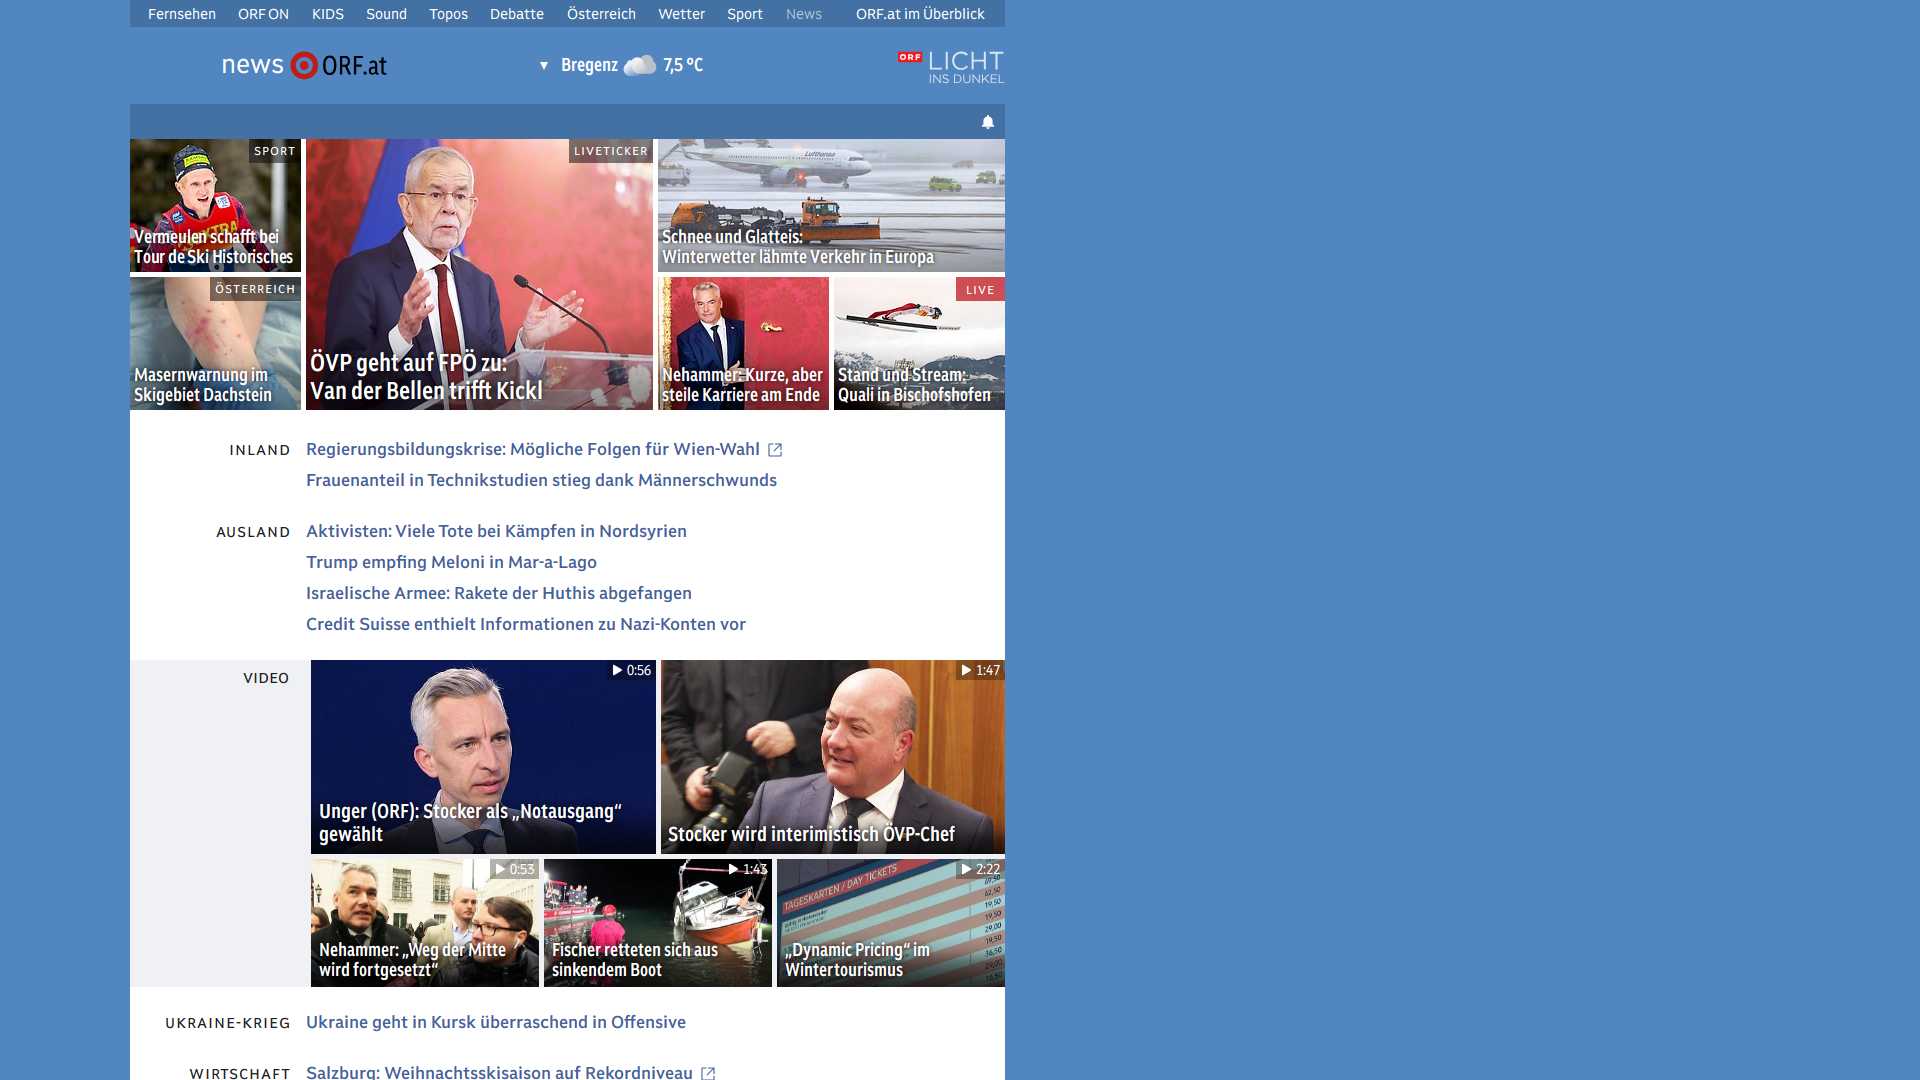 Fernsehen ORF ON KIDS Sound Topos Debatte Österreich Wetter Sport News ORF.at im Überblick
news ORF.at
Bregenz 7,5 °C
ORF LICHT
INS DUNKEL
SPORT
Vermeulen schafft bei
Tour de Ski Historisches
LIVETICKER
ÖVP geht auf FPÖ zu:
Van der Bellen trifft Kickl
Lufthansa
Schnee und Glatteis:
Winterwetter lähmte Verkehr in Europa
ÖSTERREICH
Masernwarnung im
Skigebiet Dachstein
Nehammer: Kurze, aber
steile Karriere am Ende
LIVE
Stand und Stream:
Quali in Bischofshofen
INLAND
Regierungsbildungskrise: Mögliche Folgen für Wien-Wahl
Frauenanteil in Technikstudien stieg dank Männerschwunds
AUSLAND
Aktivisten: Viele Tote bei Kämpfen in Nordsyrien
Trump empfing Meloni in Mar-a-Lago
Israelische Armee: Rakete der Huthis abgefangen
Credit Suisse enthielt Informationen zu Nazi-Konten vor
VIDEO
0:56
Unger (ORF): Stocker als „Notausgang“
gewählt
1:47
Stocker wird interimistisch ÖVP-Chef
0:53
Nehammer: „Weg der Mitte
wird fortgesetzt“
1:43
Fischer retteten sich aus
sinkendem Boot
2:22
TAGESKARTEN / DAY TICKETS
„Dynamic Pricing“ im
Wintertourismus
UKRAINE-KRIEG
Ukraine geht in Kursk überraschend in Offensive
WIRTSCHAFT
Salzburg: Weihnachtsskisaison auf Rekordniveau